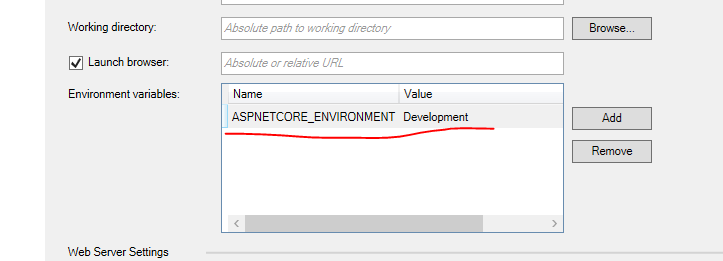 Working directory: Absolute path to working directory Browse...
Launch browser: Absolute or relative URL
Environment variables: Name Value
ASPNETCORE_ENVIRONMENT Development
Add
Remove
Web Server Settings